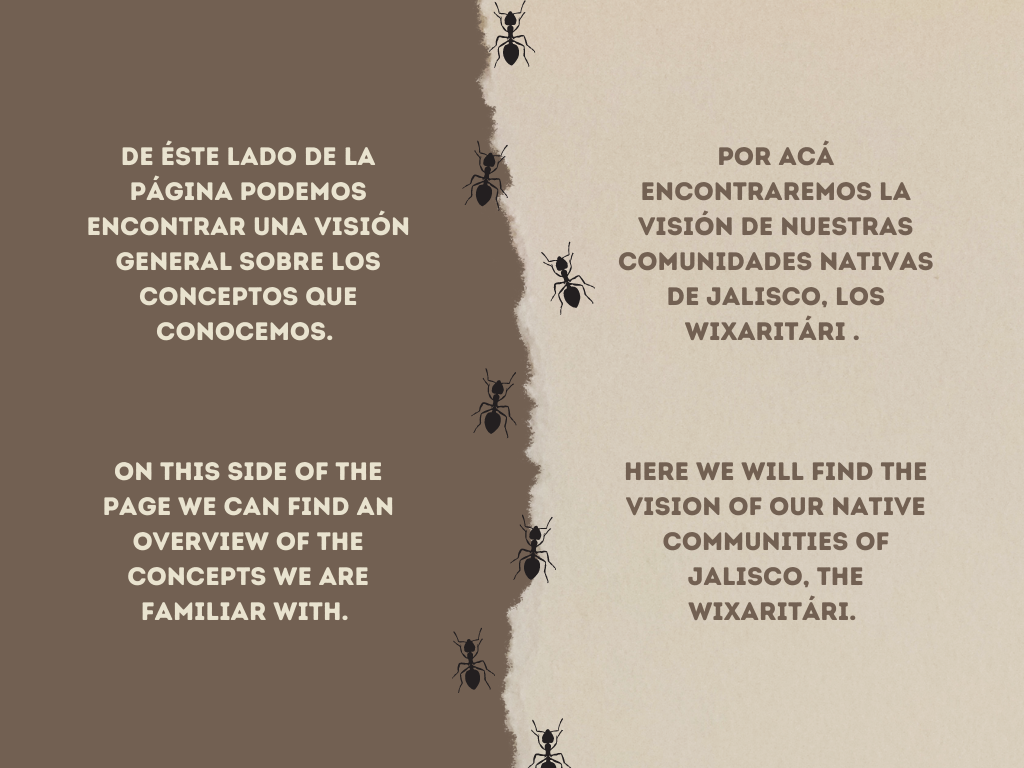 DE ÉSTE LADO DE LA
PÁGINA PODEMOS
ENCONTRAR UNA VISIÓN
GENERAL SOBRE LOS
CONCEPTOS QUE
CONOCEMOS.
ON THIS SIDE OF THE
PAGE WE CAN FIND AN
OVERVIEW OF THE
CONCEPTS WE ARE
FAMILIAR WITH.
POR ACÁ
ENCONTRAREMOS LA
VISIÓN DE NUESTRAS
COMUNIDADES NATIVAS
DE JALISCO, LOS
WIXARITÁRI .
HERE WE WILL FIND THE
VISION OF OUR NATIVE
COMMUNITIES OF
JALISCO, THE
WIXARITÁRI.